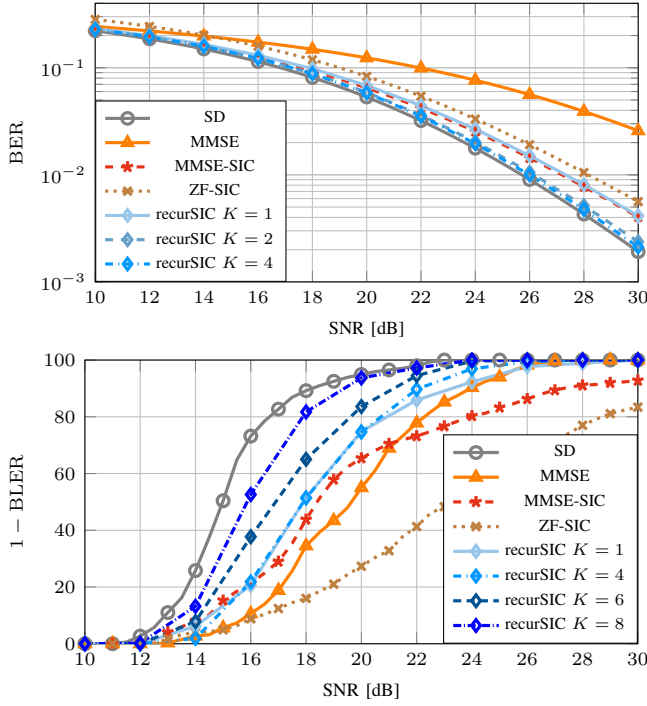 10⁻¹
10⁻²
10⁻³
BER
SD
MMSE
MMSE-SIC
ZF-SIC
recurSIC K = 1
recurSIC K = 2
recurSIC K = 4
10 12 14 16 18 20 22 24 26 28 30
SNR [dB]
100
80
60
40
20
0
1 − BLER
SD
MMSE
MMSE-SIC
ZF-SIC
recurSIC K = 1
recurSIC K = 4
recurSIC K = 6
recurSIC K = 8
10 12 14 16 18 20 22 24 26 28 30
SNR [dB]